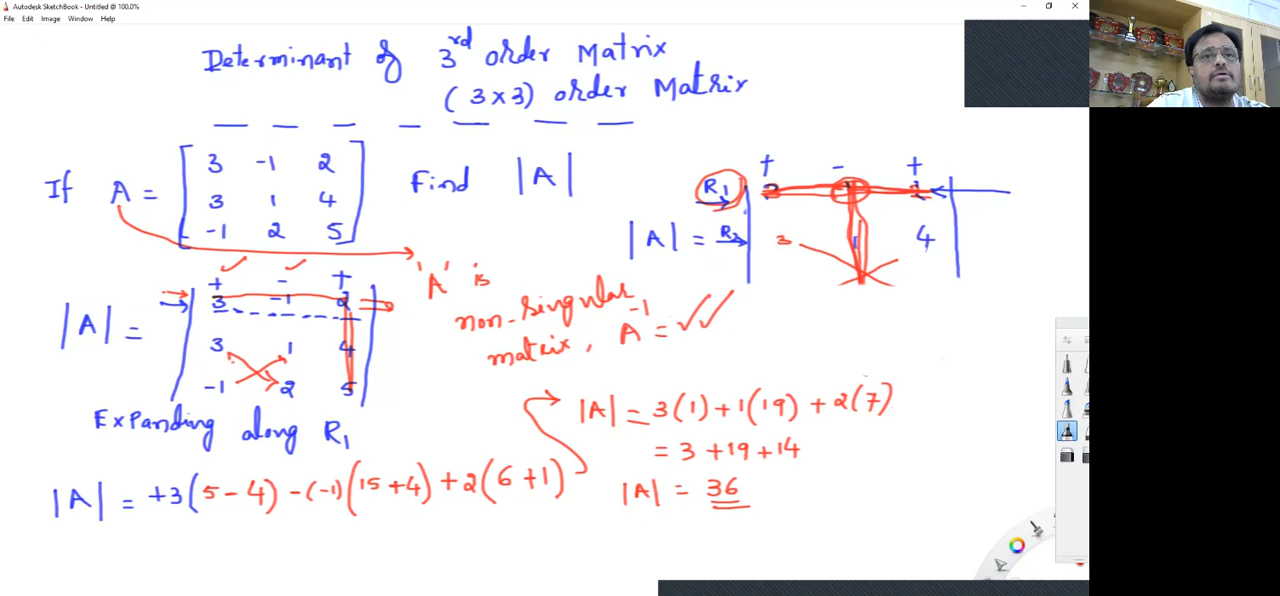 Autodesk SketchBook - Untitled @ 100.0%
File Edit Image Window Help
Determinant of 3rd order Matrix
(3×3) order Matrix
If A = [ 3 -1 2
3 1 4
-1 2 5 ] Find |A|
|A| = | + - +
3 -1 2
3 1 4
-1 2 5 |
'A' is
non-singular
matrix, A⁻¹ = ✓✓
+ - +
R1
|A| = R2 3 1 4
Expanding along R1
|A| = +3(5-4) -(-1)(15+4) +2(6+1)
|A| = 3(1)+1(19)+2(7)
= 3+19+14
|A| = 36